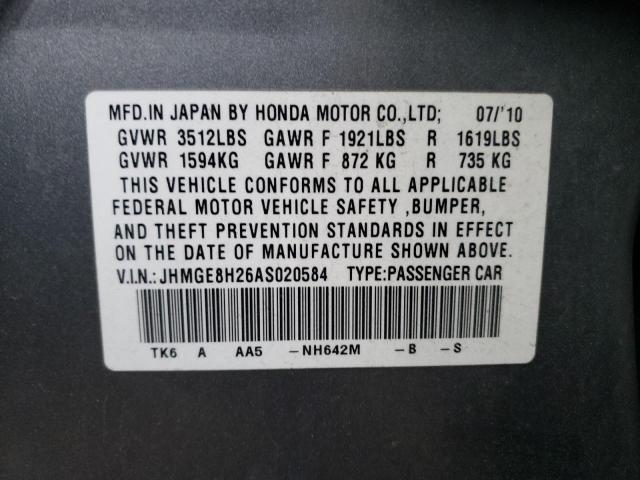 MFD.IN JAPAN BY HONDA MOTOR CO.,LTD; 07/'10
GVWR 3512LBS GAWR F 1921LBS R 1619LBS
GVWR 1594KG GAWR F 872 KG R 735 KG
THIS VEHICLE CONFORMS TO ALL APPLICABLE
FEDERAL MOTOR VEHICLE SAFETY ,BUMPER,
AND THEFT PREVENTION STANDARDS IN EFFECT
ON THE DATE OF MANUFACTURE SHOWN ABOVE.
V.I.N.: JHMGE8H26AS020584 TYPE:PASSENGER CAR
TK6 A AA5 -NH642M -B -S